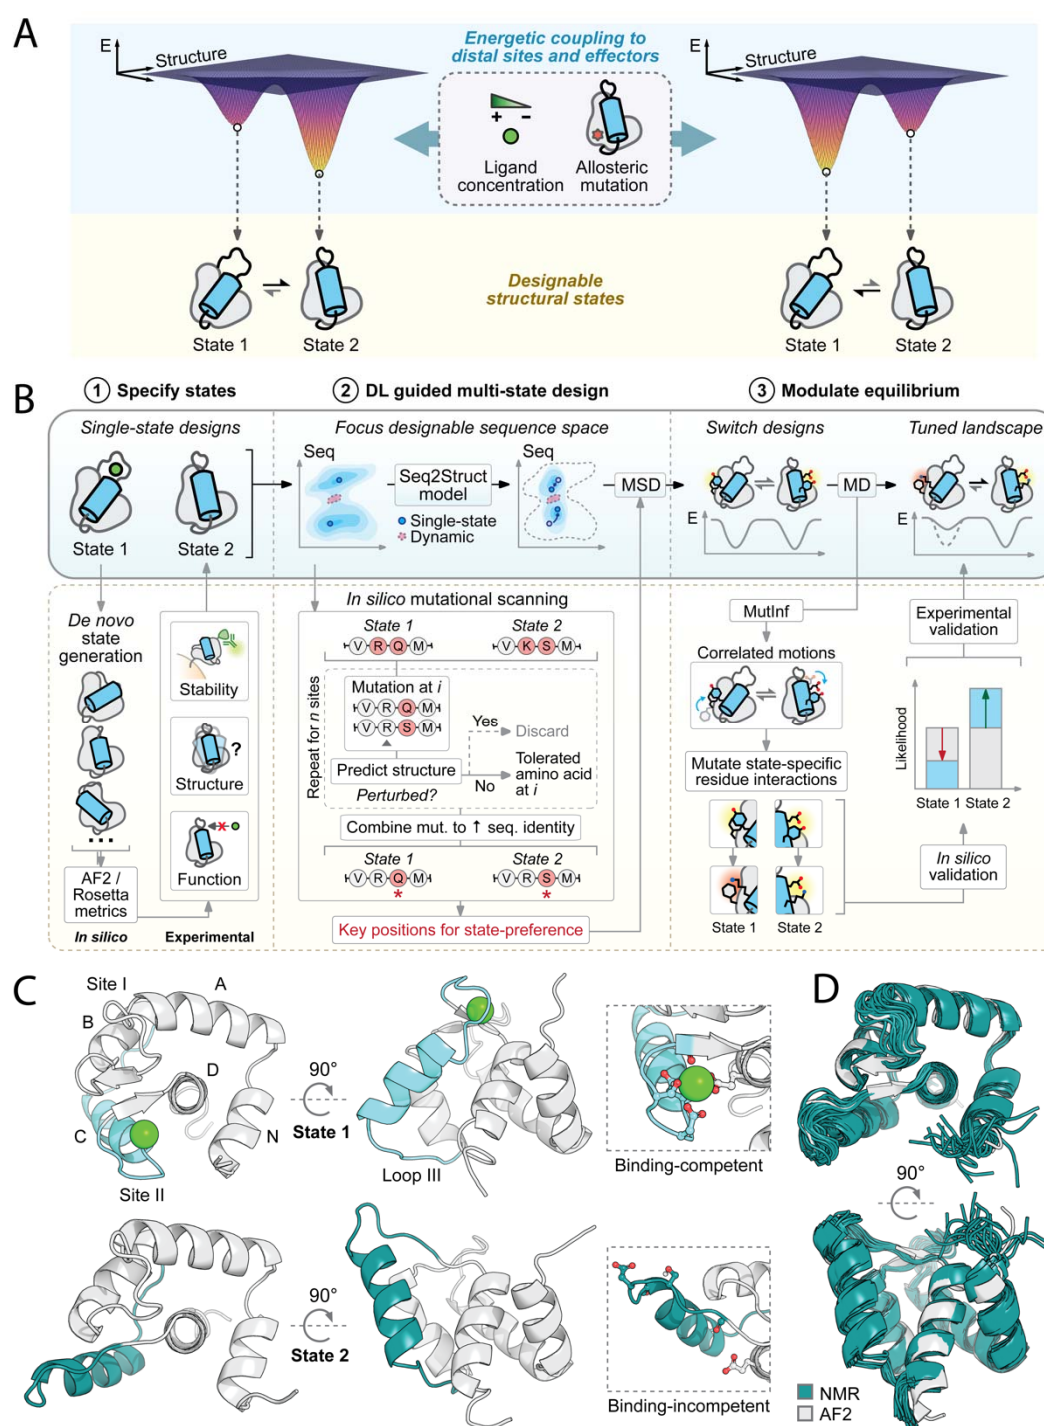 A
E
Structure
Energetic coupling to
distal sites and effectors
E
Structure
+ −
Ligand
concentration
Allosteric
mutation
Designable
structural states
State 1
State 2
State 1
State 2
B
1 Specify states
2 DL guided multi-state design
3 Modulate equilibrium
Single-state designs
Focus designable sequence space
Switch designs
Tuned landscape
State 1
State 2
Seq
Seq2Struct
model
Single-state
Dynamic
Structure
Seq
Structure
MSD
MD
E
E
De novo
state
generation
...
AF2 /
Rosetta
metrics
In silico
Stability
?
Structure
Function
Experimental
In silico mutational scanning
State 1
State 2
V R Q M
V K S M
Repeat for n sites
Mutation at i
V R Q M
V R S M
Predict structure
Perturbed?
Yes
Discard
No
Tolerated
amino acid
at i
Combine mut. to ↑ seq. identity
State 1
State 2
V R Q M
V R S M
* *
Key positions for state-preference
MutInf
Correlated motions
Mutate state-specific
residue interactions
State 1
State 2
Experimental
validation
Likelihood
State 1
State 2
In silico
validation
C
Site I
A
B
D
C
N
Site II
90°
State 1
Loop III
Binding-competent
90°
State 2
Binding-incompetent
D
90°
NMR
AF2